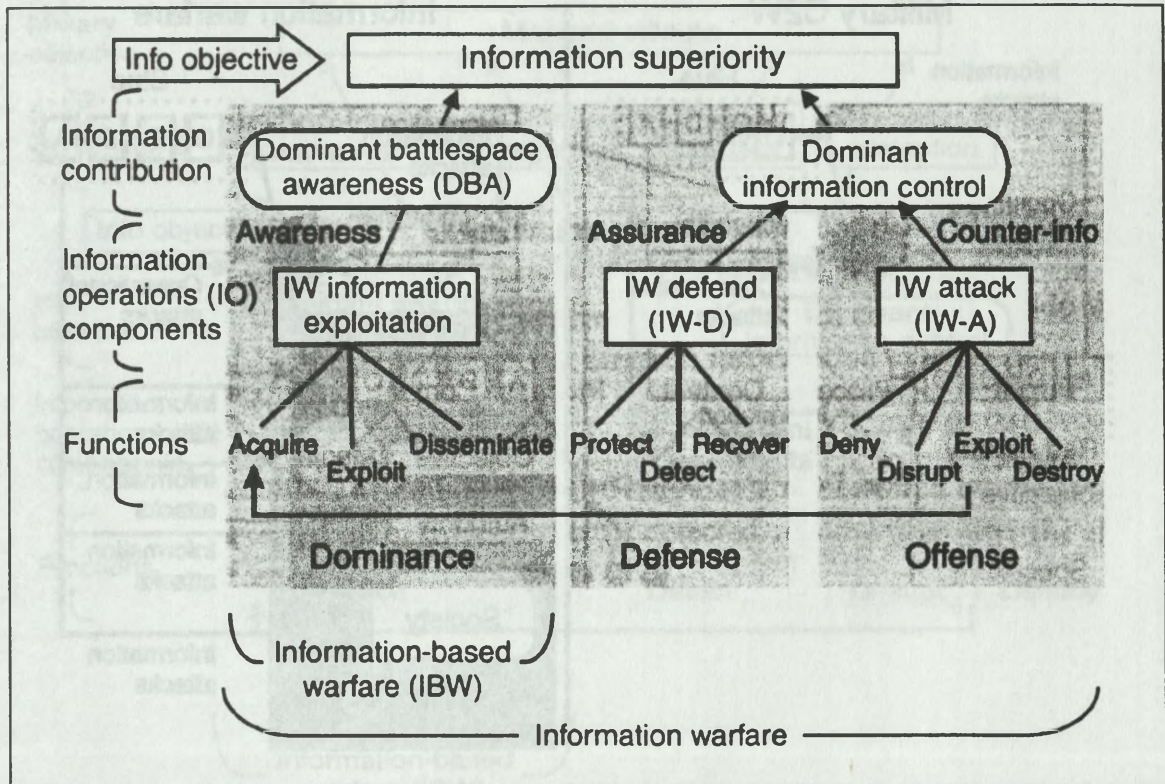 Info objective
Information superiority
Information
contribution
Dominant battlespace
awareness (DBA)
Dominant
information control
Awareness
Assurance
Counter-info
Information
operations (IO)
components
IW information
exploitation
IW defend
(IW-D)
IW attack
(IW-A)
Functions
Acquire
Exploit
Disseminate
Protect
Detect
Recover
Deny
Disrupt
Exploit
Destroy
Dominance
Defense
Offense
Information-based
warfare (IBW)
Information warfare